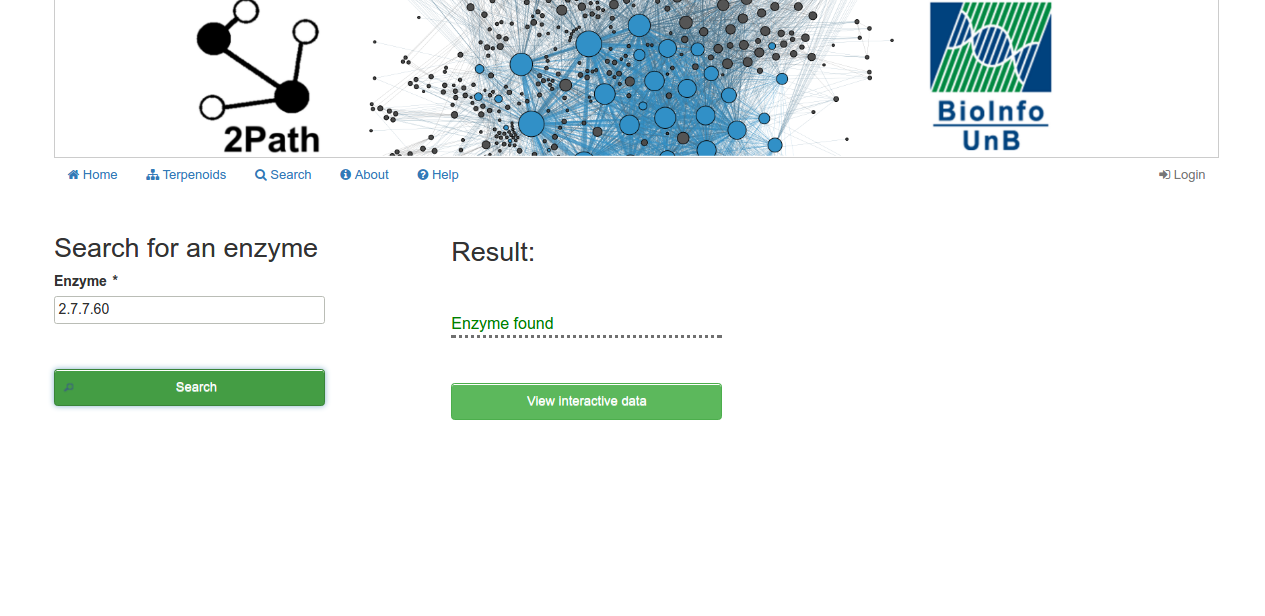 2Path
BioInfo
UnB
Home Terpenoids Search About Help Login
Search for an enzyme
Enzyme *
2.7.7.60
Search
Result:
Enzyme found
View interactive data